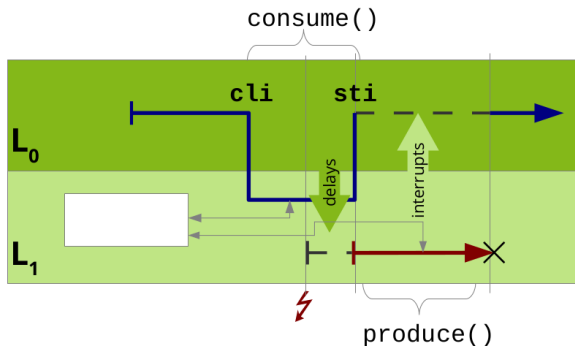 consume()
cli sti
L0
delays
interrupts
L1
produce()